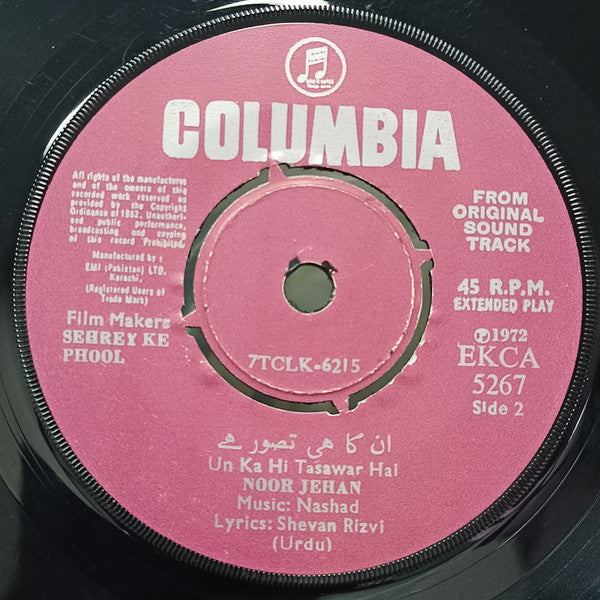 COLUMBIA
All rights of the manufacturer
and of the owners of this
recorded work reserved as
provided by the Copyright
Ordinance of 1962. Unauthori-
and public performance,
broadcasting and copying
of this record Prohibited.
Manufactured by :
EMI (Pakistan) LTD.
Karachi.
(Registered Users of
Trade Mark)
Film Makers
SEHREY KE
PHOOL
FROM
ORIGINAL
SOUND
TRACK
45 R.P.M.
EXTENDED PLAY
Ⓟ1972
EKCA
5267
Side 2
7TCLK-6215
ان کا هی تصور هے
Un Ka Hi Tasawar Hai
NOOR JEHAN
Music: Nashad
Lyrics: Shevan Rizvi
(Urdu)